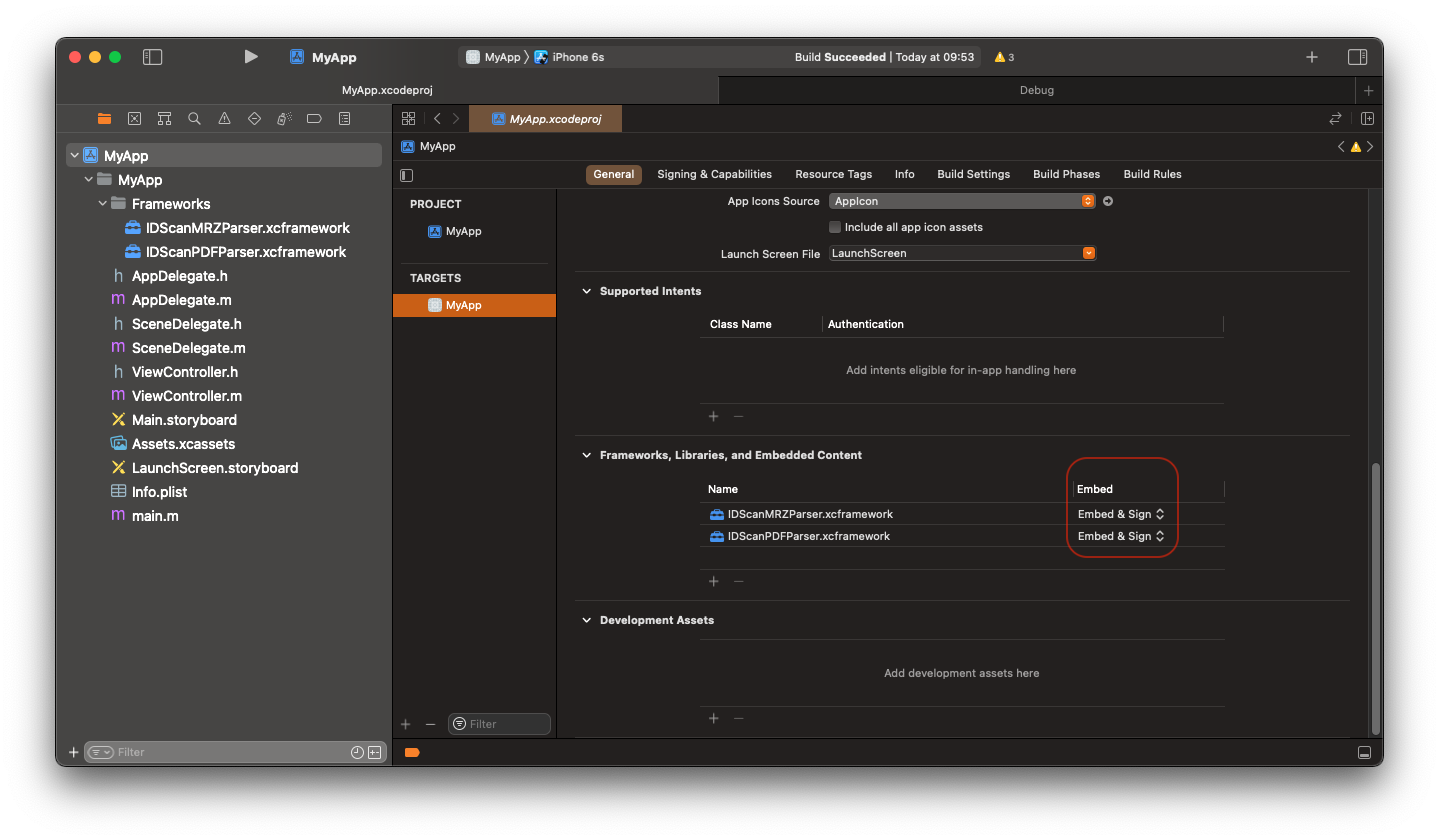 MyApp
MyApp iPhone 6s Build Succeeded | Today at 09:53 3
MyApp.xcodeproj Debug
MyApp.xcodeproj
MyApp
General Signing & Capabilities Resource Tags Info Build Settings Build Phases Build Rules
MyApp
MyApp
Frameworks
IDScanMRZParser.xcframework
IDScanPDFParser.xcframework
h AppDelegate.h
m AppDelegate.m
h SceneDelegate.h
m SceneDelegate.m
h ViewController.h
m ViewController.m
Main.storyboard
Assets.xcassets
LaunchScreen.storyboard
Info.plist
m main.m
Filter
PROJECT
MyApp
TARGETS
MyApp
Filter
App Icons Source AppIcon
Include all app icon assets
Launch Screen File LaunchScreen
Supported Intents
Class Name Authentication
Add intents eligible for in-app handling here
Frameworks, Libraries, and Embedded Content
Name Embed
IDScanMRZParser.xcframework Embed & Sign
IDScanPDFParser.xcframework Embed & Sign
Development Assets
Add development assets here